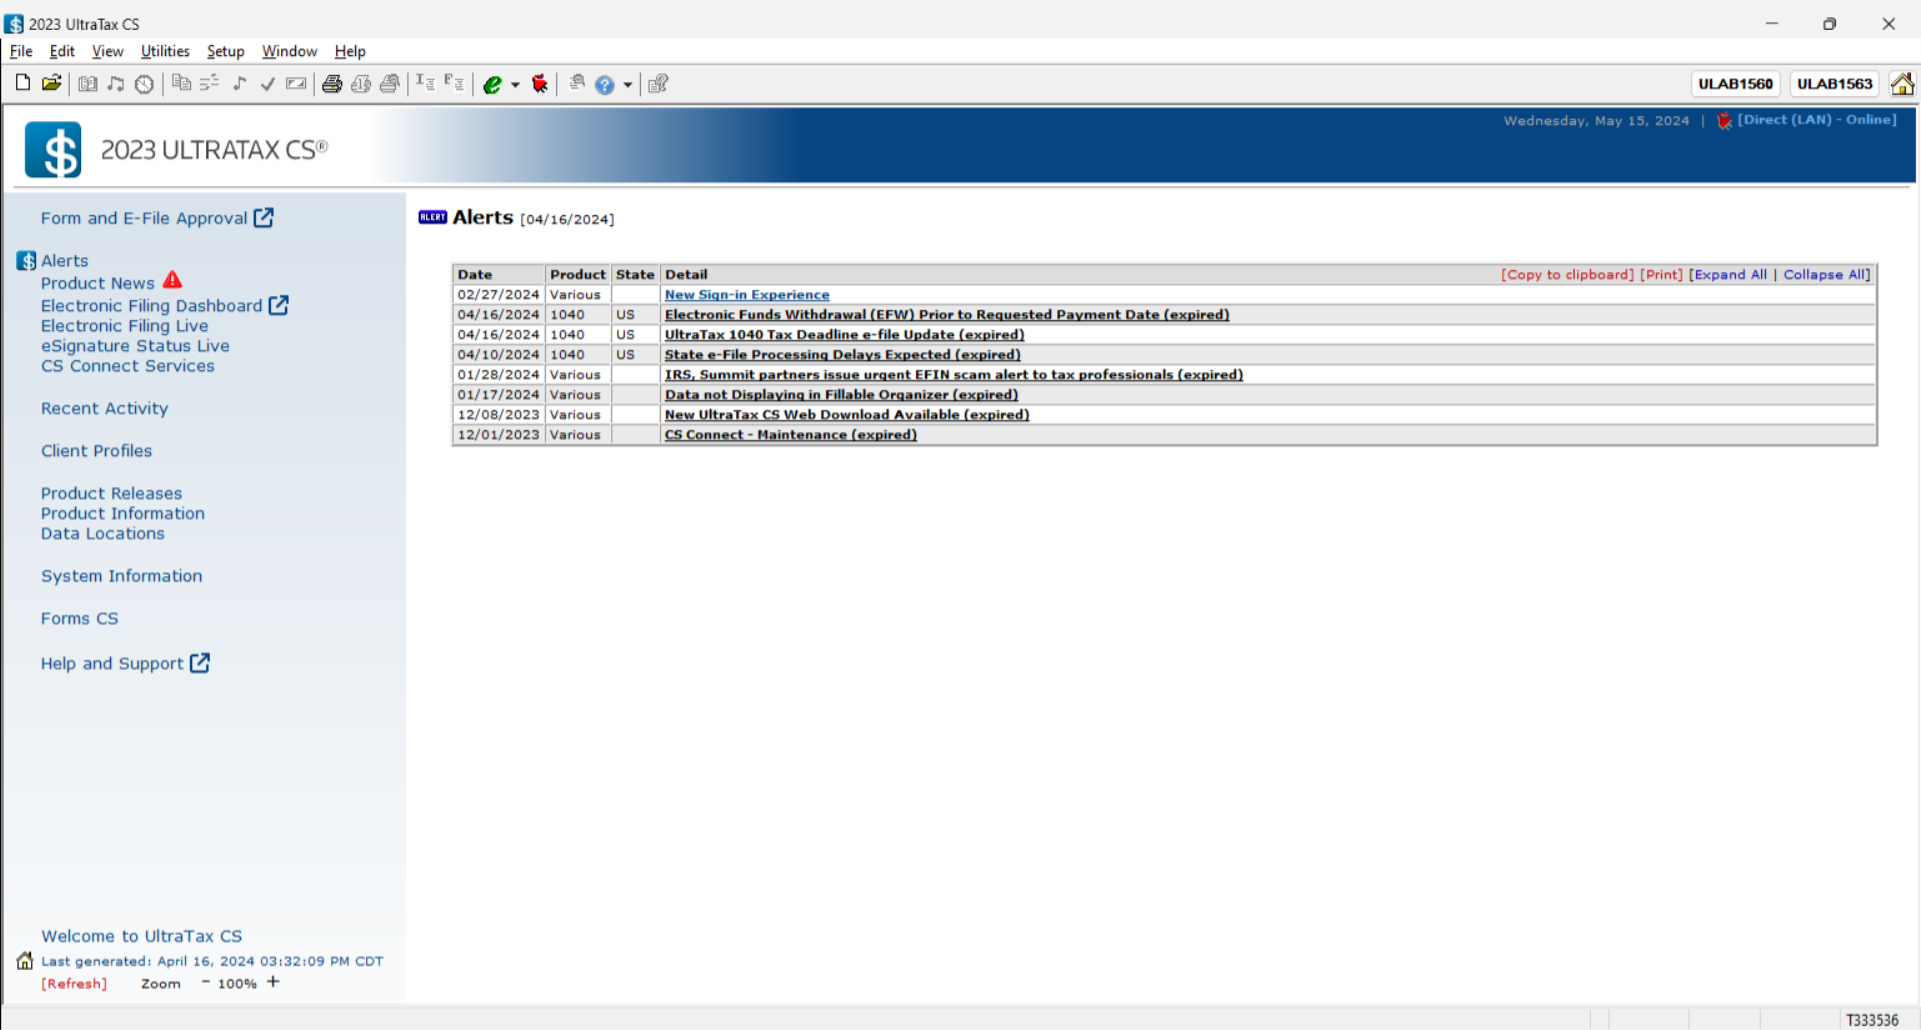 2023 UltraTax CS
File Edit View Utilities Setup Window Help
ULAB1560 ULAB1563
Wednesday, May 15, 2024 | [Direct (LAN) - Online]
2023 ULTRATAX CS®
Form and E-File Approval
Alerts
Product News
Electronic Filing Dashboard
Electronic Filing Live
eSignature Status Live
CS Connect Services
Recent Activity
Client Profiles
Product Releases
Product Information
Data Locations
System Information
Forms CS
Help and Support
Welcome to UltraTax CS
Last generated: April 16, 2024 03:32:09 PM CDT
[Refresh] Zoom - 100% +
ALERT Alerts [04/16/2024]
Date Product State Detail [Copy to clipboard] [Print] [Expand All | Collapse All]
02/27/2024 Various New Sign-in Experience
04/16/2024 1040 US Electronic Funds Withdrawal (EFW) Prior to Requested Payment Date (expired)
04/16/2024 1040 US UltraTax 1040 Tax Deadline e-file Update (expired)
04/10/2024 1040 US State e-File Processing Delays Expected (expired)
01/28/2024 Various IRS, Summit partners issue urgent EFIN scam alert to tax professionals (expired)
01/17/2024 Various Data not Displaying in Fillable Organizer (expired)
12/08/2023 Various New UltraTax CS Web Download Available (expired)
12/01/2023 Various CS Connect - Maintenance (expired)
T333536